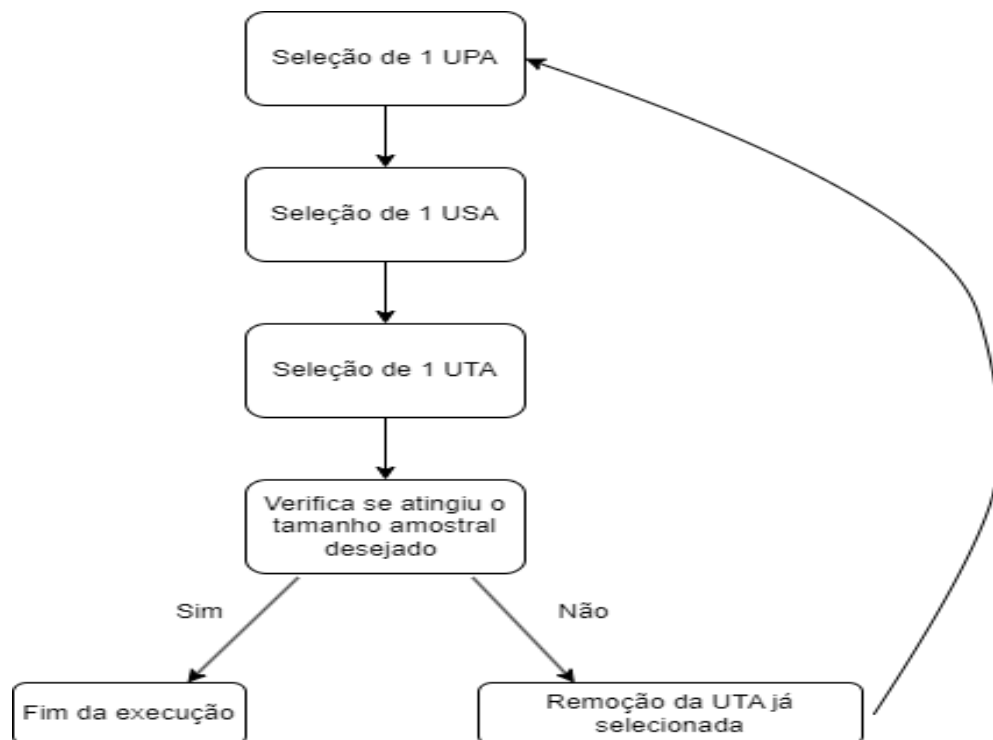 Seleção de 1 UPA
Seleção de 1 USA
Seleção de 1 UTA
Verifica se atingiu o
tamanho amostral
desejado
Sim
Não
Fim da execução
Remoção da UTA já
selecionada